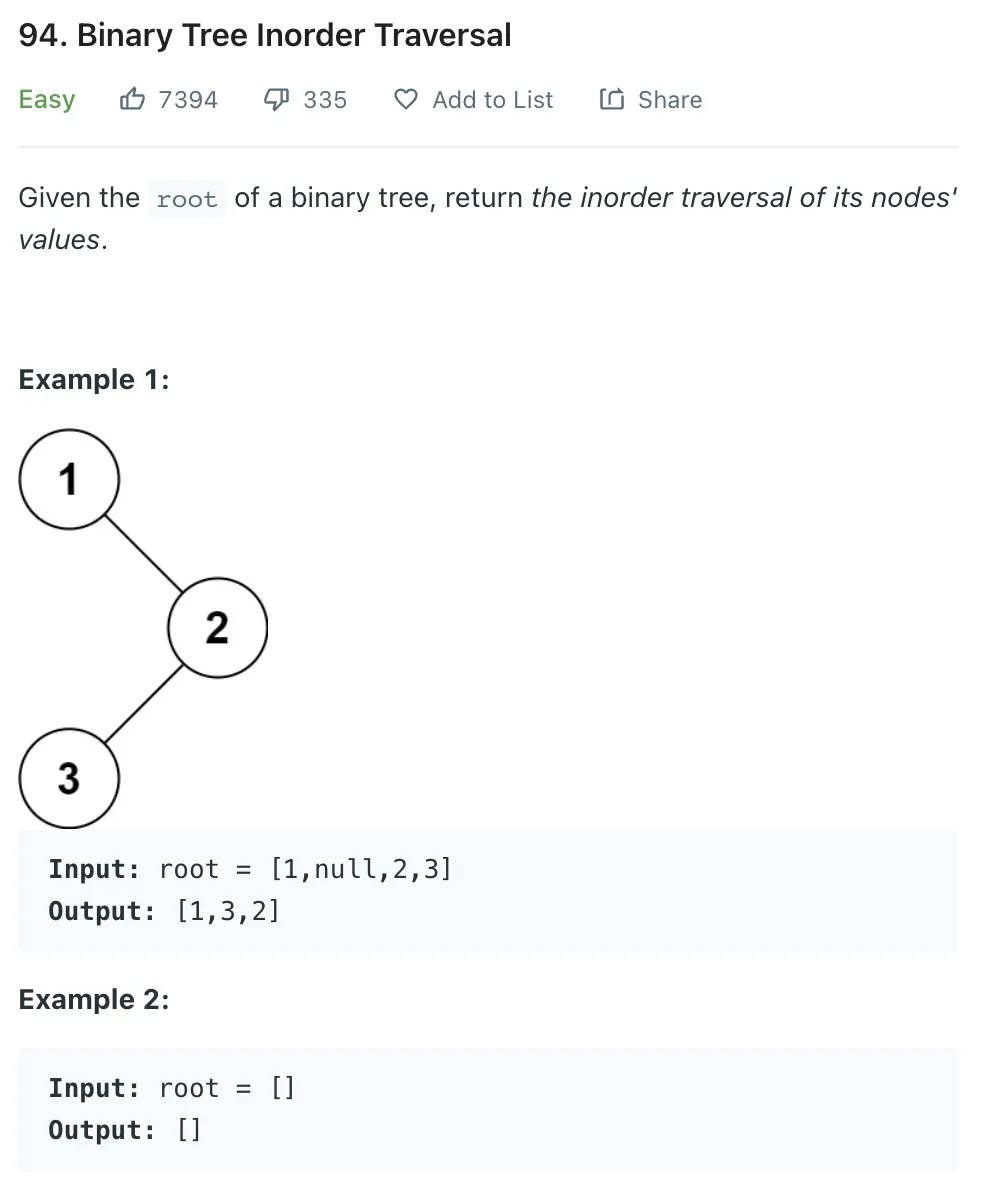 94. Binary Tree Inorder Traversal
Easy 7394 335 Add to List Share
Given the root of a binary tree, return the inorder traversal of its nodes'
values.
Example 1:
1
2
3
Input: root = [1,null,2,3]
Output: [1,3,2]
Example 2:
Input: root = []
Output: []